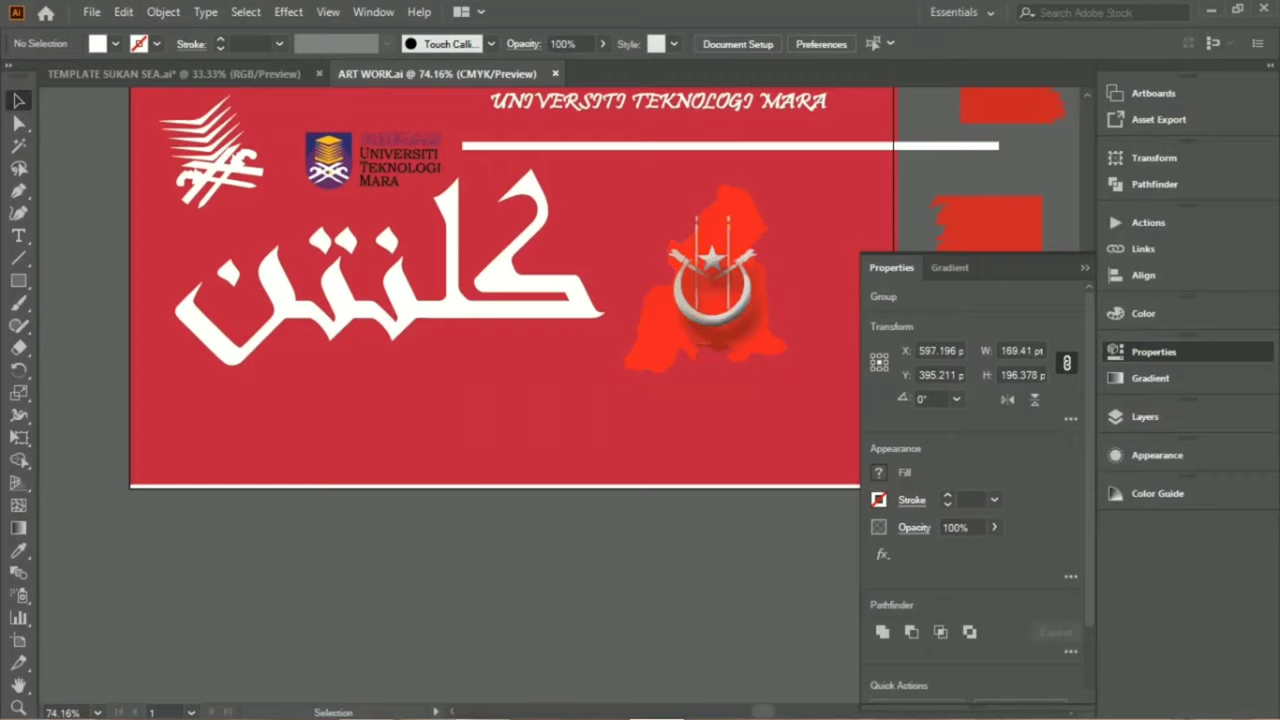 File Edit Object Type Select Effect View Window Help
Essentials
Search Adobe Stock
No Selection
Stroke:
Touch Calli...
Opacity: 100%
Style:
Document Setup
Preferences
TEMPLATE SUKAN SEA.ai* @ 33.33% (RGB/Preview) ×
ART WORK.ai @ 74.16% (CMYK/Preview) ×
UNIVERSITI TEKNOLOGI MARA
UNIVERSITI
TEKNOLOGI
MARA
کلنتن
Properties
Gradient
Group
Transform
X: 597.196 p
W: 169.41 pt
Y: 395.211 p
H: 196.378 p
0°
Appearance
? Fill
Stroke
Opacity 100%
fx.
Pathfinder
Expand
Quick Actions
Artboards
Asset Export
Transform
Pathfinder
Actions
Links
Align
Color
Properties
Gradient
Layers
Appearance
Color Guide
74.16%
1
Selection